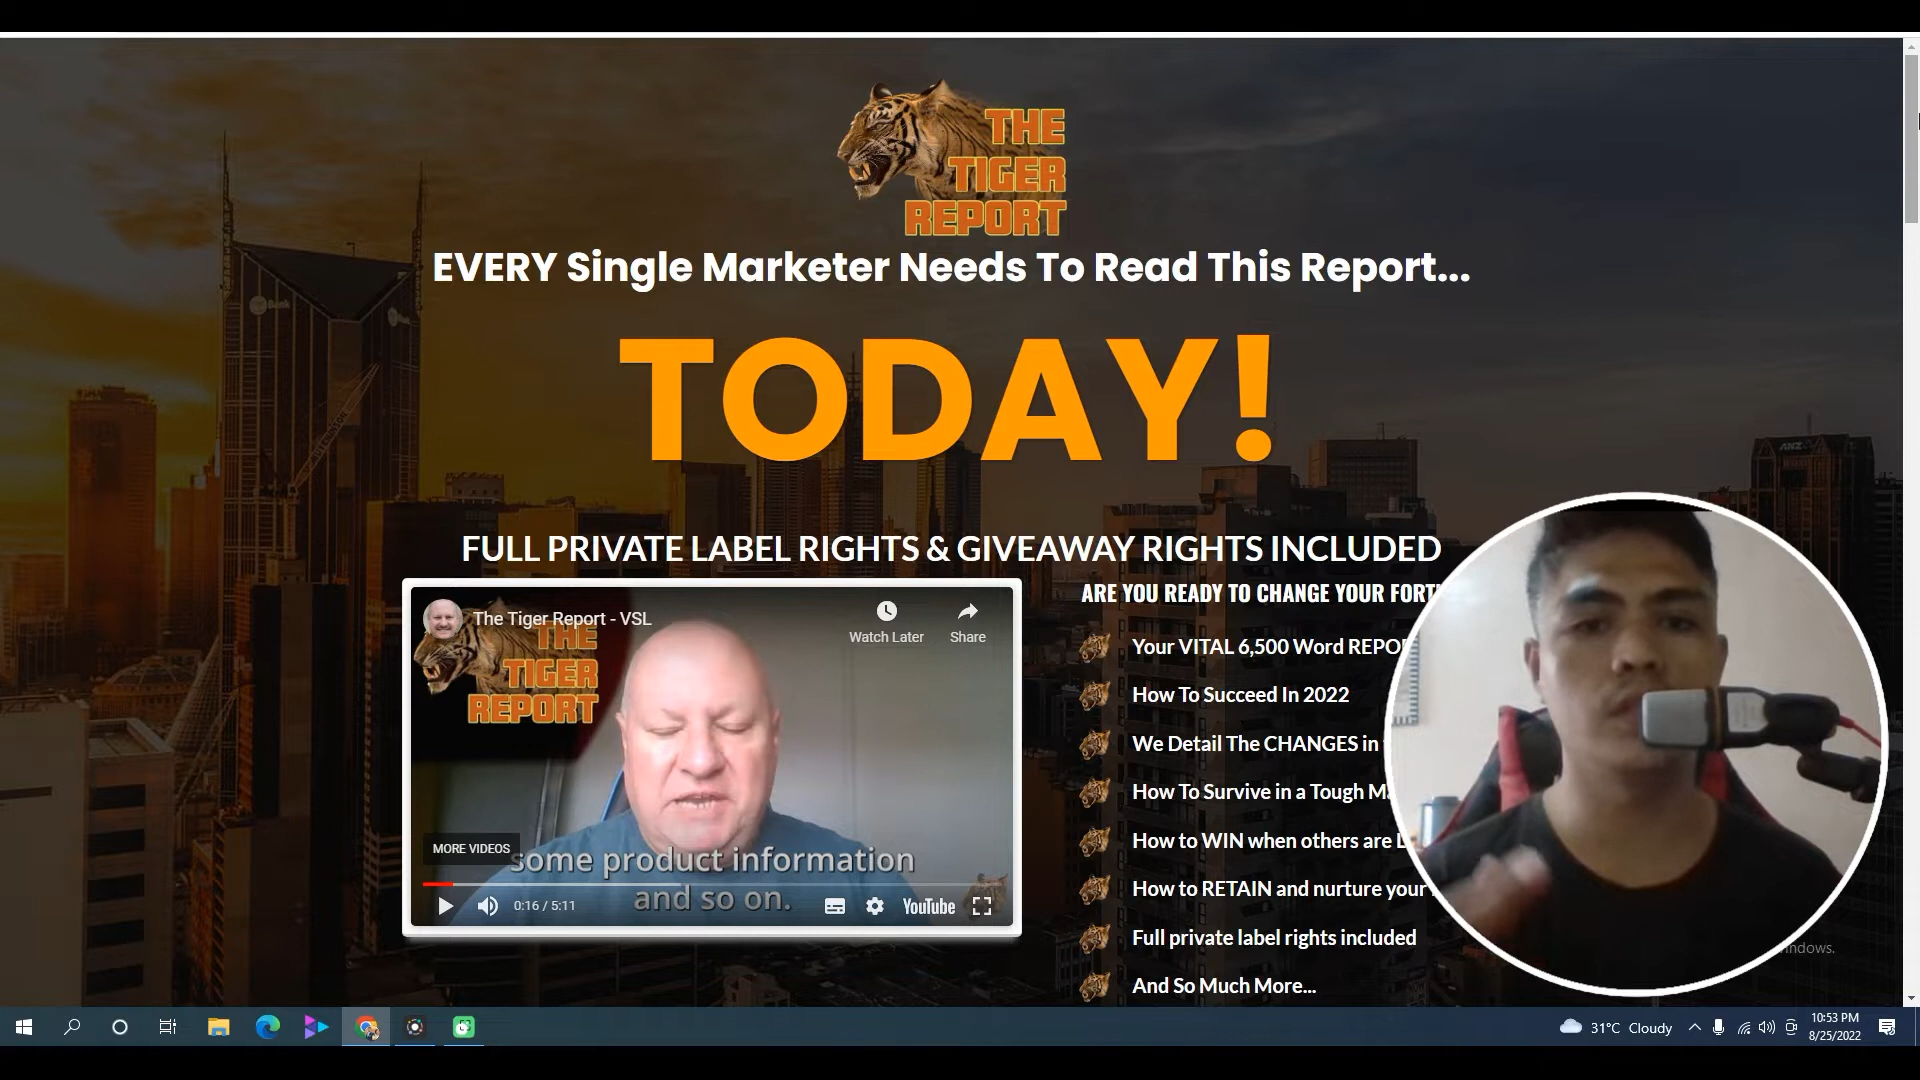 THE
TIGER
REPORT
EVERY Single Marketer Needs To Read This Report...
TODAY!
FULL PRIVATE LABEL RIGHTS & GIVEAWAY RIGHTS INCLUDED
The Tiger Report - VSL
Watch Later
Share
THE
TIGER
REPORT
MORE VIDEOS
some product information
and so on.
0:16 / 5:11
YouTube
ARE YOU READY TO CHANGE YOUR
Your VITAL 6,500 Word
How To Succeed In 2022
We Detail The CHANGES in
How To Survive in a Tough
How to WIN when others are
How to RETAIN and nurture your
Full private label rights included
And So Much More...
ANZ
31°C Cloudy
10:53 PM
8/25/2022